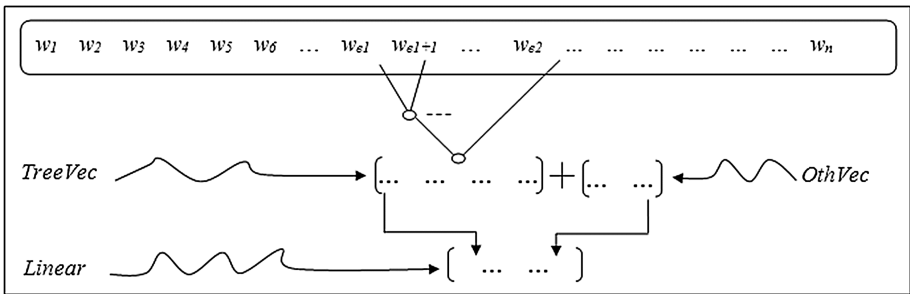 w1 w2 w3 w4 w5 w6 ... we1 we1+1 ... we2 ... ... ... ... ... ... wn
---
TreeVec [... ... ... ...] + [... ...] OthVec
Linear [ ... ... ]